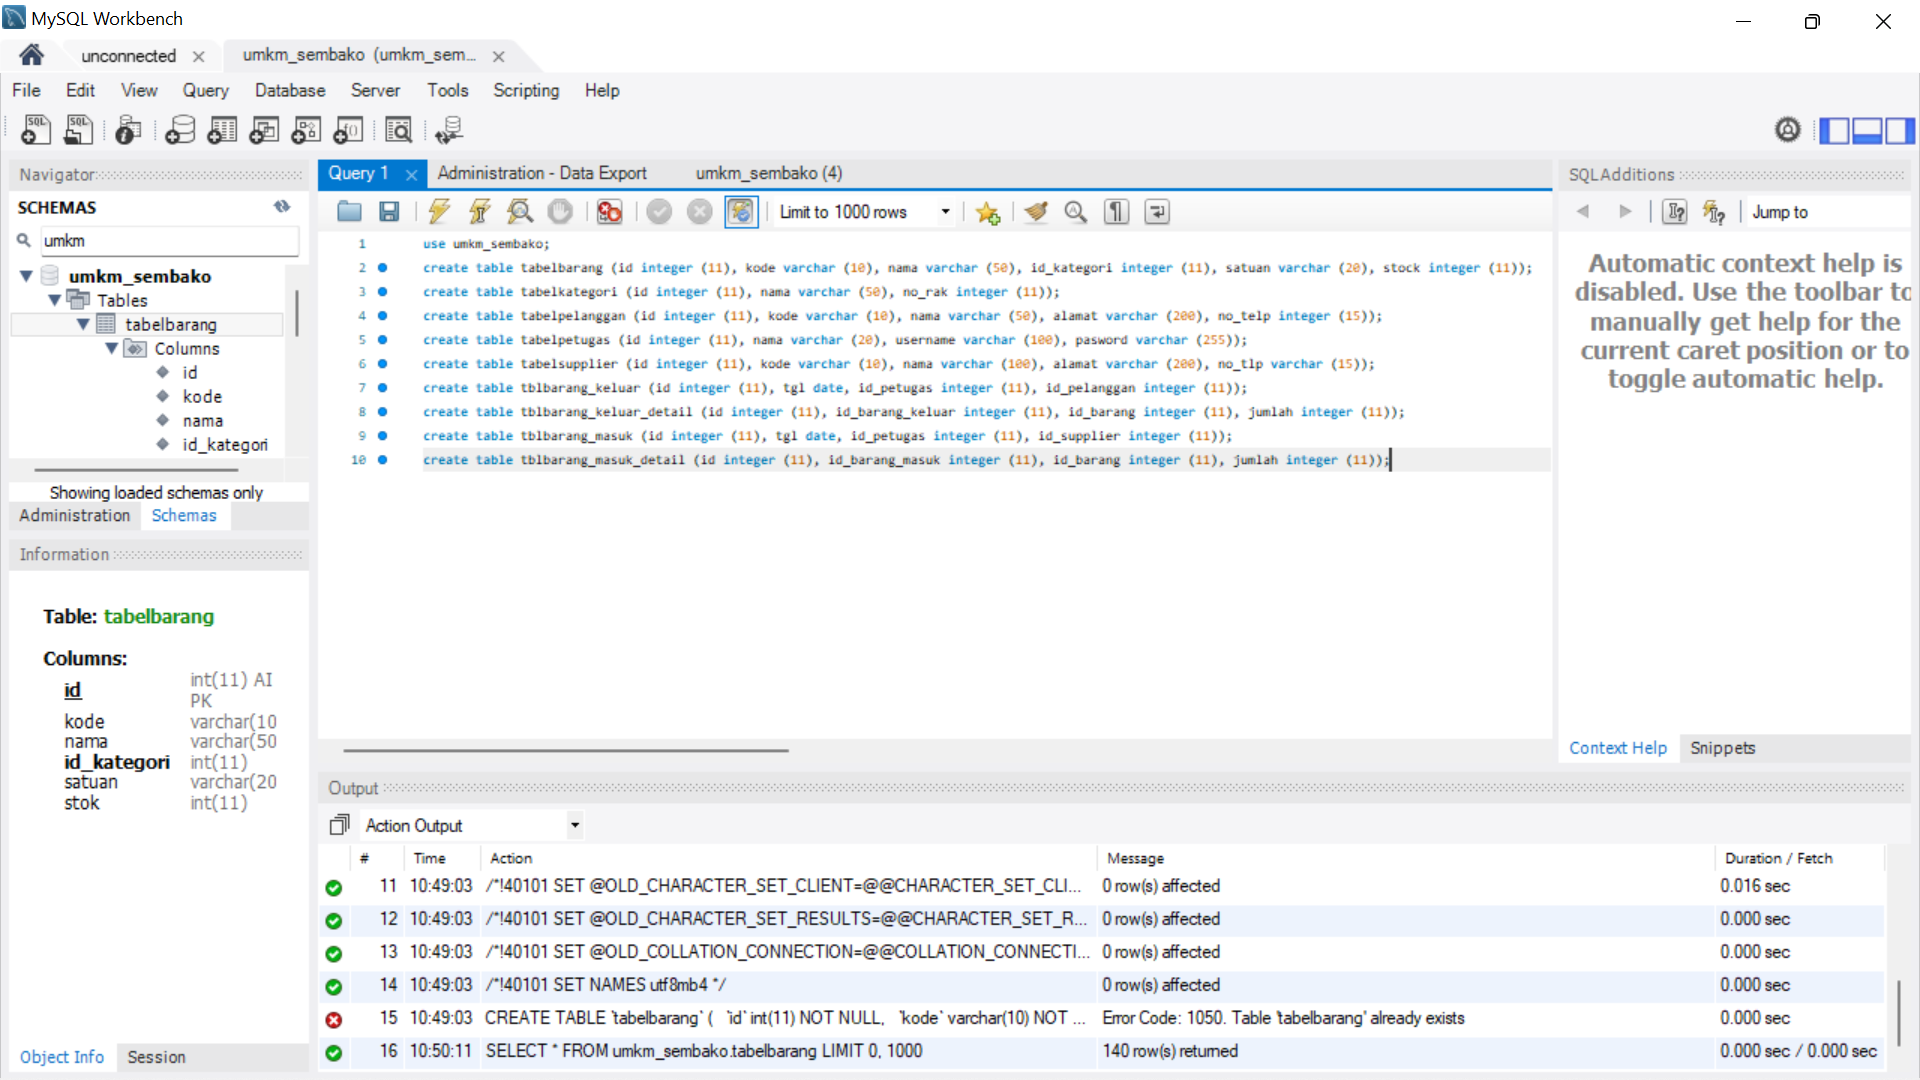 MySQL Workbench
unconnected
umkm_sembako (umkm_sem...
File Edit View Query Database Server Tools Scripting Help
Navigator
SCHEMAS
umkm
umkm_sembako
Tables
tabelbarang
Columns
id
kode
nama
id_kategori
Showing loaded schemas only
Administration Schemas
Information
Table: tabelbarang
Columns:
id int(11) AI
PK
kode varchar(10
nama varchar(50
id_kategori int(11)
satuan varchar(20
stok int(11)
Object Info Session
Query 1 Administration - Data Export umkm_sembako (4)
Limit to 1000 rows
1 use umkm_sembako;
2 create table tabelbarang (id integer (11), kode varchar (10), nama varchar (50), id_kategori integer (11), satuan varchar (20), stock integer (11));
3 create table tabelkategori (id integer (11), nama varchar (50), no_rak integer (11));
4 create table tabelpelanggan (id integer (11), kode varchar (10), nama varchar (50), alamat varchar (200), no_telp integer (15));
5 create table tabelpetugas (id integer (11), nama varchar (20), username varchar (100), pasword varchar (255));
6 create table tabelsupplier (id integer (11), kode varchar (10), nama varchar (100), alamat varchar (200), no_tlp varchar (15));
7 create table tblbarang_keluar (id integer (11), tgl date, id_petugas integer (11), id_pelanggan integer (11));
8 create table tblbarang_keluar_detail (id integer (11), id_barang_keluar integer (11), id_barang integer (11), jumlah integer (11));
9 create table tblbarang_masuk (id integer (11), tgl date, id_petugas integer (11), id_supplier integer (11));
10 create table tblbarang_masuk_detail (id integer (11), id_barang_masuk integer (11), id_barang integer (11), jumlah integer (11));
SQLAdditions
Jump to
Automatic context help is
disabled. Use the toolbar to
manually get help for the
current caret position or to
toggle automatic help.
Context Help Snippets
Output
Action Output
# Time Action Message Duration / Fetch
11 10:49:03 /*!40101 SET @OLD_CHARACTER_SET_CLIENT=@@CHARACTER_SET_CLI... 0 row(s) affected 0.016 sec
12 10:49:03 /*!40101 SET @OLD_CHARACTER_SET_RESULTS=@@CHARACTER_SET_R... 0 row(s) affected 0.000 sec
13 10:49:03 /*!40101 SET @OLD_COLLATION_CONNECTION=@@COLLATION_CONNECTI... 0 row(s) affected 0.000 sec
14 10:49:03 /*!40101 SET NAMES utf8mb4 */ 0 row(s) affected 0.000 sec
15 10:49:03 CREATE TABLE `tabelbarang` ( `id` int(11) NOT NULL, `kode` varchar(10) NOT ... Error Code: 1050. Table 'tabelbarang' already exists 0.000 sec
16 10:50:11 SELECT * FROM umkm_sembako.tabelbarang LIMIT 0, 1000 140 row(s) returned 0.000 sec / 0.000 sec